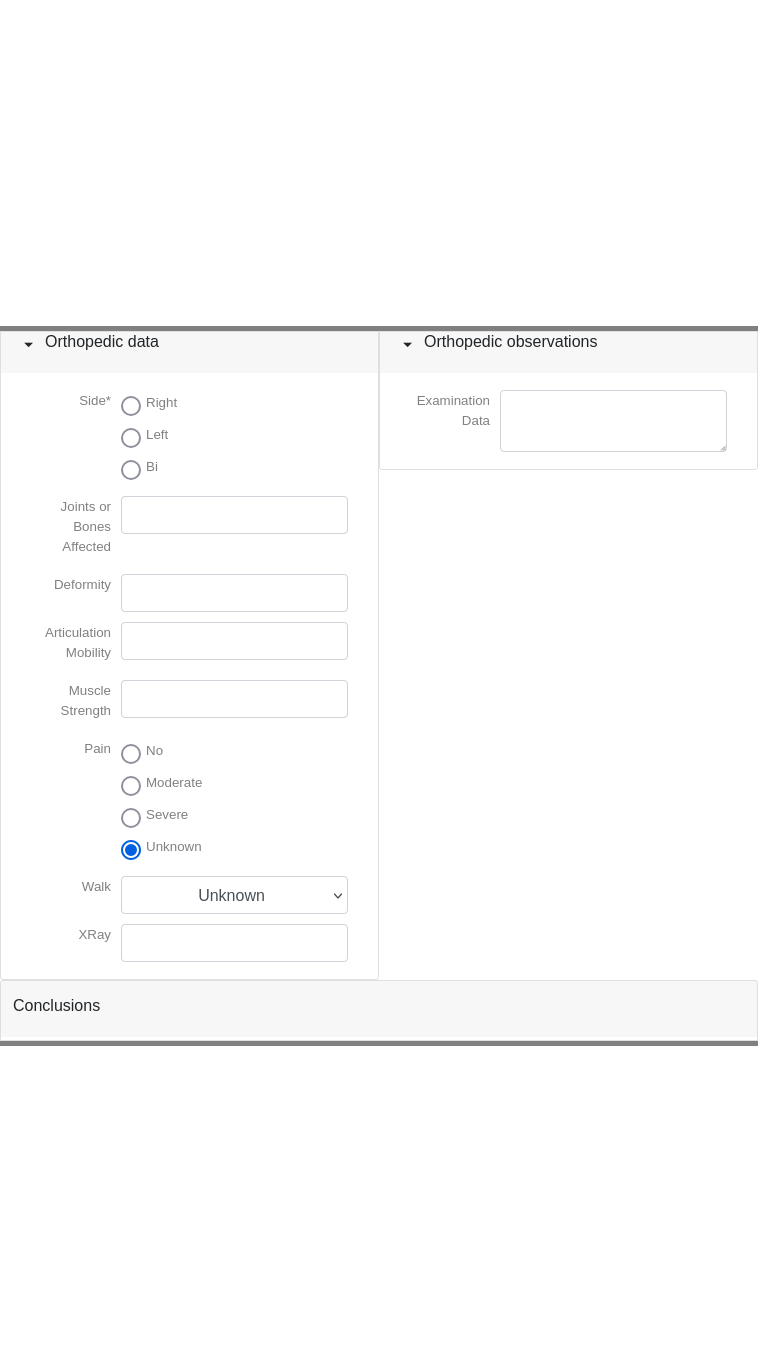 Orthopedic data
Side*
Right
Left
Bi
Joints or
Bones
Affected
Deformity
Articulation
Mobility
Muscle
Strength
Pain
No
Moderate
Severe
Unknown
Walk
Unknown
XRay
Orthopedic observations
Examination
Data
Conclusions